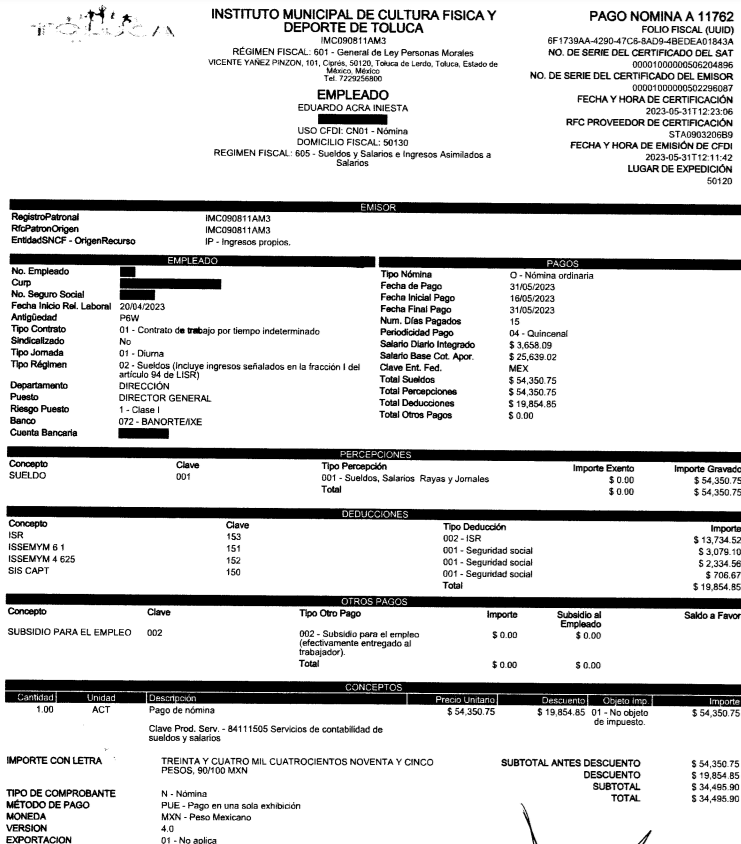 TOLUCA
INSTITUTO MUNICIPAL DE CULTURA FISICA Y
DEPORTE DE TOLUCA
IMC090811AM3
RÉGIMEN FISCAL: 601 - General de Ley Personas Morales
VICENTE YAÑEZ PINZON, 101, Ciprés, 50120, Toluca de Lerdo, Toluca, Estado de
México, México
Tel. 7229256800
EMPLEADO
EDUARDO ACRA INIESTA
USO CFDI: CN01 - Nómina
DOMICILIO FISCAL: 50130
REGIMEN FISCAL: 605 - Sueldos y Salarios e Ingresos Asimilados a
Salarios
PAGO NOMINA A 11762
FOLIO FISCAL (UUID)
6F1739AA-4290-47C6-8AD9-4BEDEA01843A
NO. DE SERIE DEL CERTIFICADO DEL SAT
00001000000506204896
NO. DE SERIE DEL CERTIFICADO DEL EMISOR
00001000000502296087
FECHA Y HORA DE CERTIFICACIÓN
2023-05-31T12:23:06
RFC PROVEEDOR DE CERTIFICACIÓN
STA0903206B9
FECHA Y HORA DE EMISIÓN DE CFDI
2023-05-31T12:11:42
LUGAR DE EXPEDICIÓN
50120
EMISOR
RegistroPatronal IMC090811AM3
RfcPatronOrigen IMC090811AM3
EntidadSNCF - OrigenRecurso IP - Ingresos propios.
EMPLEADO
No. Empleado
Curp
No. Seguro Social
Fecha Inicio Rel. Laboral 20/04/2023
Antigüedad P6W
Tipo Contrato 01 - Contrato de trabajo por tiempo indeterminado
Sindicalizado No
Tipo Jornada 01 - Diurna
Tipo Régimen 02 - Sueldos (Incluye ingresos señalados en la fracción I del
artículo 94 de LISR)
Departamento DIRECCIÓN
Puesto DIRECTOR GENERAL
Riesgo Puesto 1 - Clase I
Banco 072 - BANORTE/IXE
Cuenta Bancaria
PAGOS
Tipo Nómina O - Nómina ordinaria
Fecha de Pago 31/05/2023
Fecha Inicial Pago 16/05/2023
Fecha Final Pago 31/05/2023
Num. Días Pagados 15
Periodicidad Pago 04 - Quincenal
Salario Diario Integrado $ 3,658.09
Salario Base Cot. Apor. $ 25,639.02
Clave Ent. Fed. MEX
Total Sueldos $ 54,350.75
Total Percepciones $ 54,350.75
Total Deducciones $ 19,854.85
Total Otros Pagos $ 0.00
PERCEPCIONES
Concepto Clave Tipo Percepción Importe Exento Importe Gravado
SUELDO 001 001 - Sueldos, Salarios Rayas y Jornales $ 0.00 $ 54,350.75
Total $ 0.00 $ 54,350.75
DEDUCCIONES
Concepto Clave Tipo Deducción Importe
ISR 153 002 - ISR $ 13,734.52
ISSEMYM 6 1 151 001 - Seguridad social $ 3,079.10
ISSEMYM 4 625 152 001 - Seguridad social $ 2,334.56
SIS CAPT 150 001 - Seguridad social $ 706.67
Total $ 19,854.85
OTROS PAGOS
Concepto Clave Tipo Otro Pago Importe Subsidio al Saldo a Favor
Empleado
SUBSIDIO PARA EL EMPLEO 002 002 - Subsidio para el empleo $ 0.00 $ 0.00
(efectivamente entregado al
trabajador).
Total $ 0.00 $ 0.00
CONCEPTOS
Cantidad Unidad Descripción Precio Unitario Descuento Objeto Imp. Importe
1.00 ACT Pago de nómina $ 54,350.75 $ 19,854.85 01 - No objeto $ 54,350.75
de impuesto.
Clave Prod. Serv. - 84111505 Servicios de contabilidad de
sueldos y salarios
IMPORTE CON LETRA TREINTA Y CUATRO MIL CUATROCIENTOS NOVENTA Y CINCO
PESOS, 90/100 MXN
SUBTOTAL ANTES DESCUENTO $ 54,350.75
DESCUENTO $ 19,854.85
SUBTOTAL $ 34,495.90
TOTAL $ 34,495.90
TIPO DE COMPROBANTE N - Nómina
MÉTODO DE PAGO PUE - Pago en una sola exhibición
MONEDA MXN - Peso Mexicano
VERSION 4.0
EXPORTACION 01 - No aplica